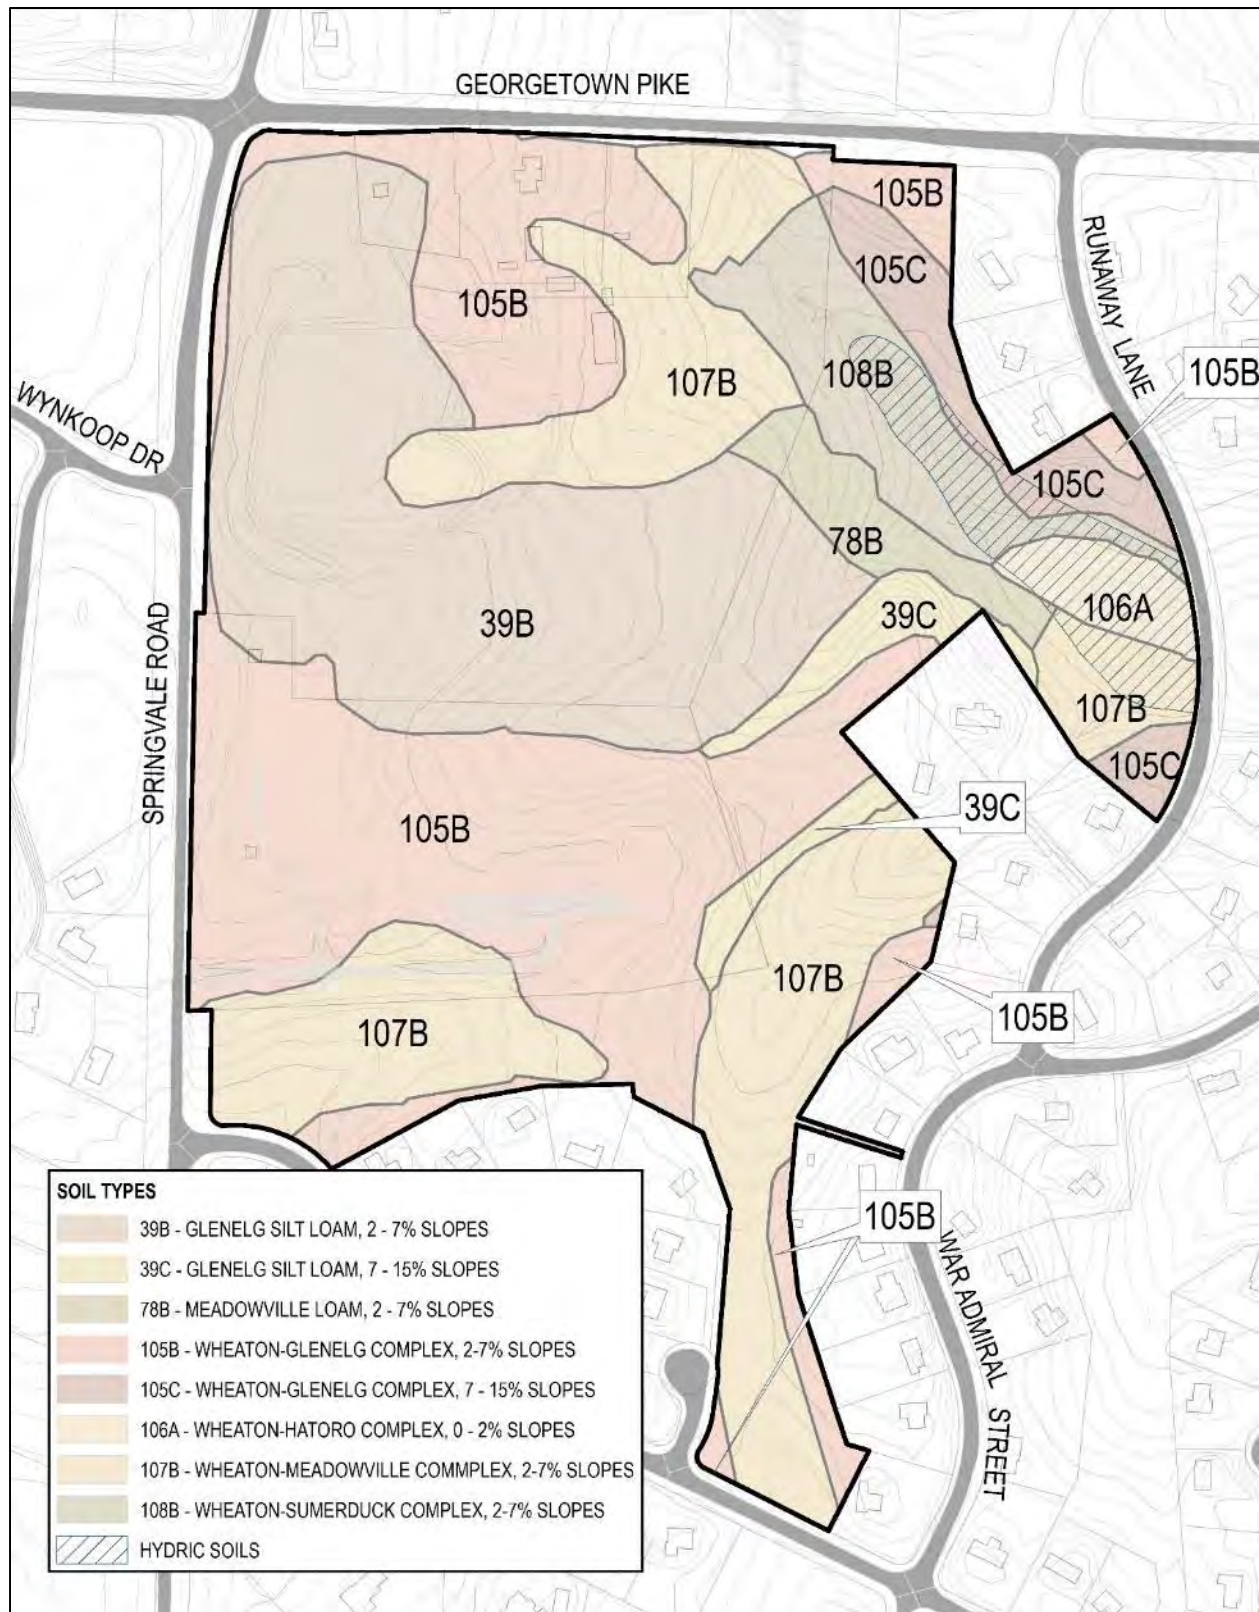 GEORGETOWN PIKE
105B
RUNAWAY LANE
105C
105B
105B
108B
107B
WYNKOOP DR
105C
78B
106A
39C
39B
SPRINGVALE ROAD
107B
105C
39C
105B
107B
105B
107B
105B
WAR ADMIRAL STREET
SOIL TYPES
39B - GLENELG SILT LOAM, 2 - 7% SLOPES
39C - GLENELG SILT LOAM, 7 - 15% SLOPES
78B - MEADOWVILLE LOAM, 2 - 7% SLOPES
105B - WHEATON-GLENELG COMPLEX, 2-7% SLOPES
105C - WHEATON-GLENELG COMPLEX, 7 - 15% SLOPES
106A - WHEATON-HATORO COMPLEX, 0 - 2% SLOPES
107B - WHEATON-MEADOWVILLE COMMPLEX, 2-7% SLOPES
108B - WHEATON-SUMERDUCK COMPLEX, 2-7% SLOPES
HYDRIC SOILS